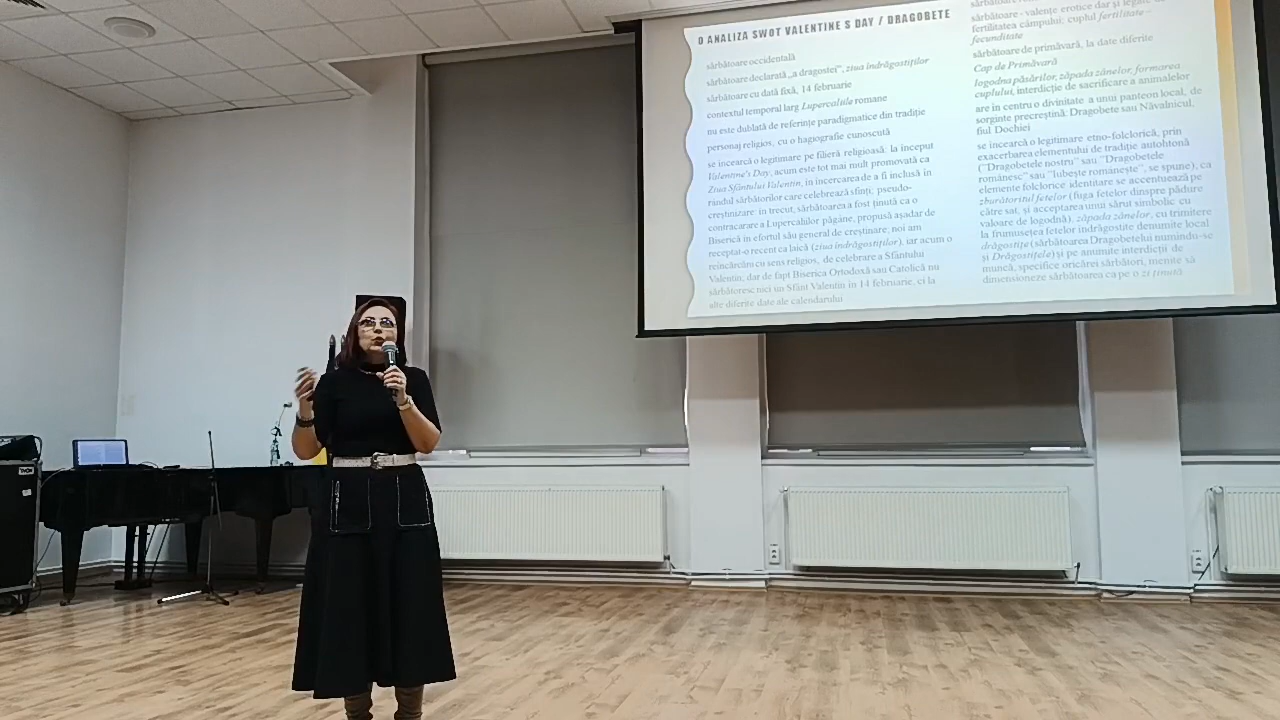 O ANALIZA SWOT VALENTINE S DAY / DRAGOBETE
sărbătoare occidentală
sărbătoare declarată „a dragostei”, ziua îndrăgostiților
sărbătoare cu dată fixă, 14 februarie
contextul temporal larg Lupercaliile romane
nu este dublată de referințe paradigmatice din tradiție
personaj religios, cu o hagiografie cunoscută
se încearcă o legitimare pe filieră religioasă: la început
Valentine's Day, acum este tot mai mult promovată ca
Ziua Sfântului Valentin, în încercarea de a fi inclusă în
rândul sărbătorilor care celebrează sfinți; pseudo-
creștinizare: în trecut, sărbătoarea a fost ținută ca o
contracarare a Lupercaliilor păgâne, propusă așadar de
Biserică în efortul său general de creștinare; noi am
receptat-o recent ca laică (ziua îndrăgostiților), iar acum o
reîncărcăm cu sens religios, de celebrare a Sfântului
Valentin; dar de fapt Biserica Ortodoxă sau Catolică nu
sărbătoresc nici un Sfânt Valentin în 14 februarie, ci la
alte diferite date ale calendarului
sărbătoare - valențe erotice dar și legate de
fertilitatea câmpului; cuplul fertilitate –
fecunditate
sărbătoare de primăvară, la date diferite
Cap de Primăvară
logodna păsărilor, zăpada zânelor, formarea
cuplului, interdicție de sacrificare a animalelor
are în centru o divinitate a unui panteon local, de
sorginte precreștină: Dragobete sau Năvalnicul,
fiul Dochiei
se încearcă o legitimare etno-folclorică, prin
exacerbarea elementului de tradiție autohtonă
("Dragobetele nostru" sau "Dragobetele
românesc" sau "Iubește românește", se spune), ca
elemente folclorice identitare se accentuează pe
zburătoritul fetelor (fuga fetelor dinspre pădure
către sat, și acceptarea unui sărut simbolic cu
valoare de logodnă), zăpada zânelor, cu trimitere
la frumusețea fetelor îndrăgostite denumite local
drăgostițe (sărbătoarea Dragobetelui numindu-se
și Drăgostițele) și pe anumite interdicții de
muncă, specifice oricărei sărbători, menite să
dimensioneze sărbătoarea ca pe o zi ținută